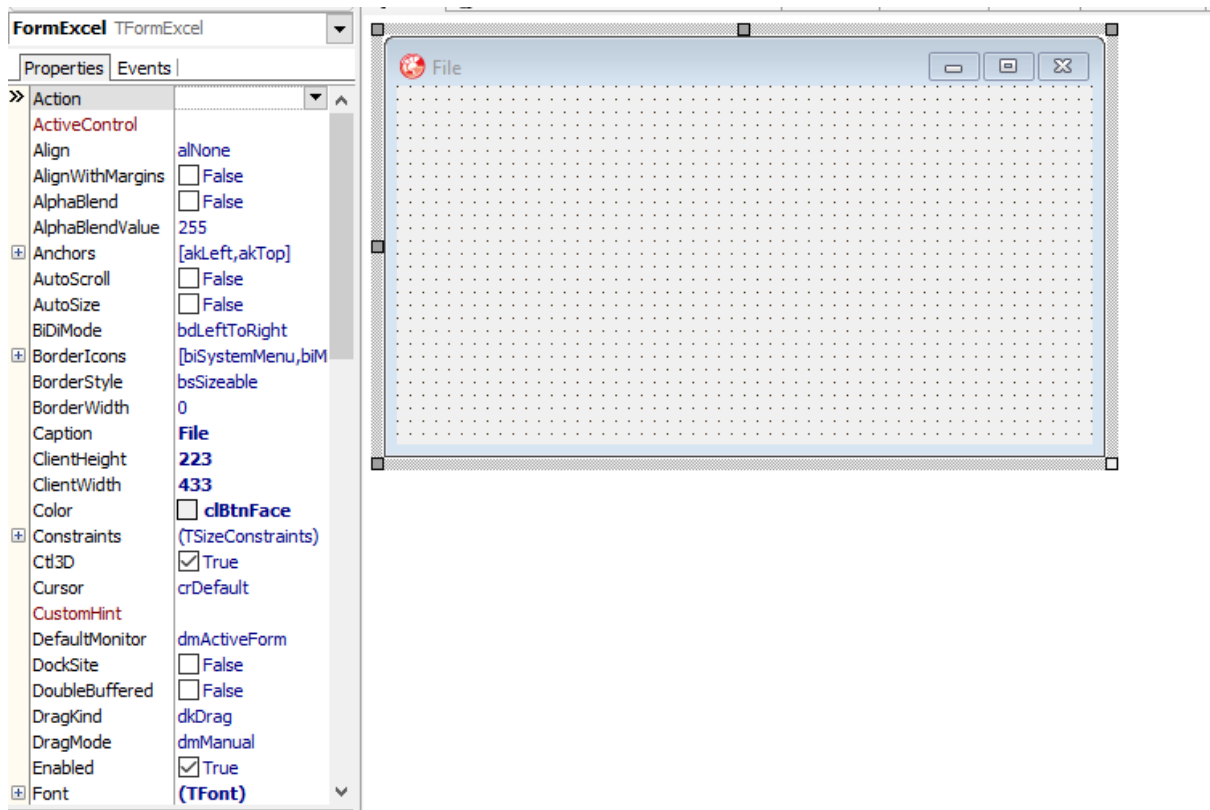 FormExcel TFormExcel
Properties Events
Action
ActiveControl
Align alNone
AlignWithMargins False
AlphaBlend False
AlphaBlendValue 255
Anchors [akLeft,akTop]
AutoScroll False
AutoSize False
BiDiMode bdLeftToRight
BorderIcons [biSystemMenu,biM
BorderStyle bsSizeable
BorderWidth 0
Caption File
ClientHeight 223
ClientWidth 433
Color clBtnFace
Constraints (TSizeConstraints)
Ctl3D True
Cursor crDefault
CustomHint
DefaultMonitor dmActiveForm
DockSite False
DoubleBuffered False
DragKind dkDrag
DragMode dmManual
Enabled True
Font (TFont)
File